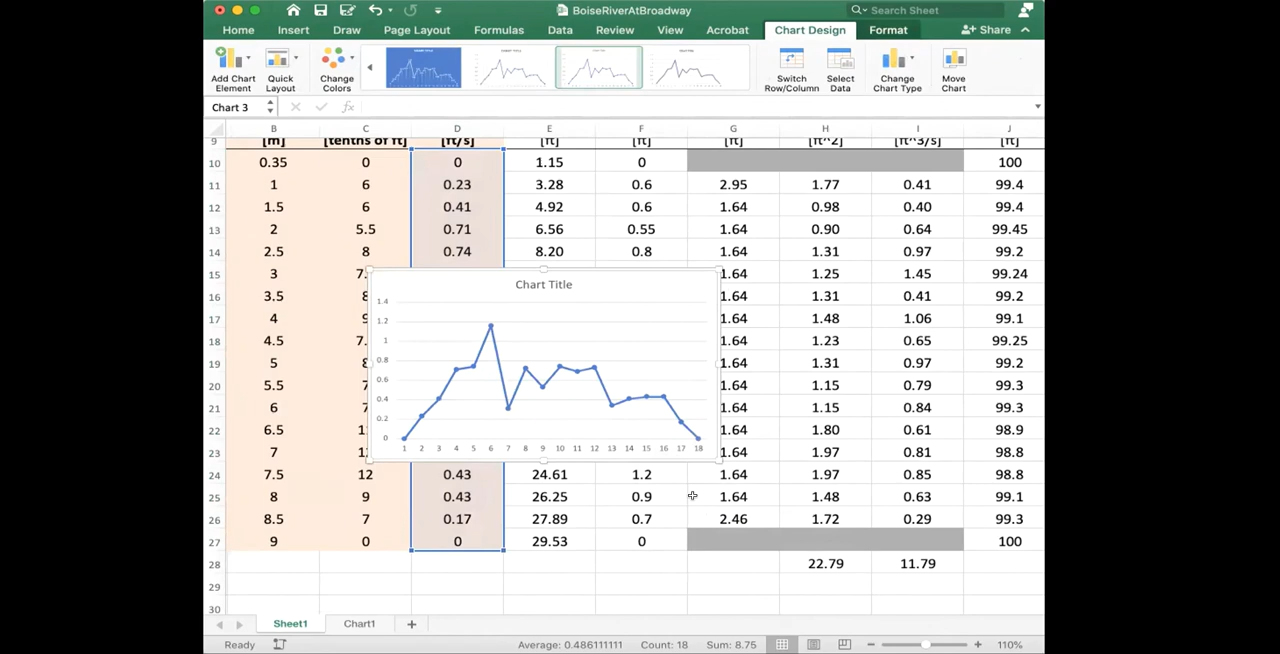 BoiseRiverAtBroadway
Search Sheet
Home Insert Draw Page Layout Formulas Data Review View Acrobat Chart Design Format Share
Add Chart Element
Quick Layout
Change Colors
Switch Row/Column
Select Data
Change Chart Type
Move Chart
Chart 3 fx
B C D E F G H I J
9 [m] [tenths of ft] [ft/s] [ft] [ft] [ft] [ft^2] [ft^3/s] [ft]
10 0.35 0 0 1.15 0 100
11 1 6 0.23 3.28 0.6 2.95 1.77 0.41 99.4
12 1.5 6 0.41 4.92 0.6 1.64 0.98 0.40 99.4
13 2 5.5 0.71 6.56 0.55 1.64 0.90 0.64 99.45
14 2.5 8 0.74 8.20 0.8 1.64 1.31 0.97 99.2
15 3 1.64 1.25 1.45 99.24
16 3.5 1.64 1.31 0.41 99.2
17 4 1.64 1.48 1.06 99.1
18 4.5 1.64 1.23 0.65 99.25
19 5 1.64 1.31 0.97 99.2
20 5.5 1.64 1.15 0.79 99.3
21 6 1.64 1.15 0.84 99.3
22 6.5 1.64 1.80 0.61 98.9
23 7 1.64 1.97 0.81 98.8
24 7.5 12 0.43 24.61 1.2 1.64 1.97 0.85 98.8
25 8 9 0.43 26.25 0.9 1.64 1.48 0.63 99.1
26 8.5 7 0.17 27.89 0.7 2.46 1.72 0.29 99.3
27 9 0 0 29.53 0 100
28 22.79 11.79
29
30
Chart Title
1.4
1.2
1
0.8
0.6
0.4
0.2
0
1 2 3 4 5 6 7 8 9 10 11 12 13 14 15 16 17 18
Sheet1 Chart1 +
Ready Average: 0.486111111 Count: 18 Sum: 8.75 110%